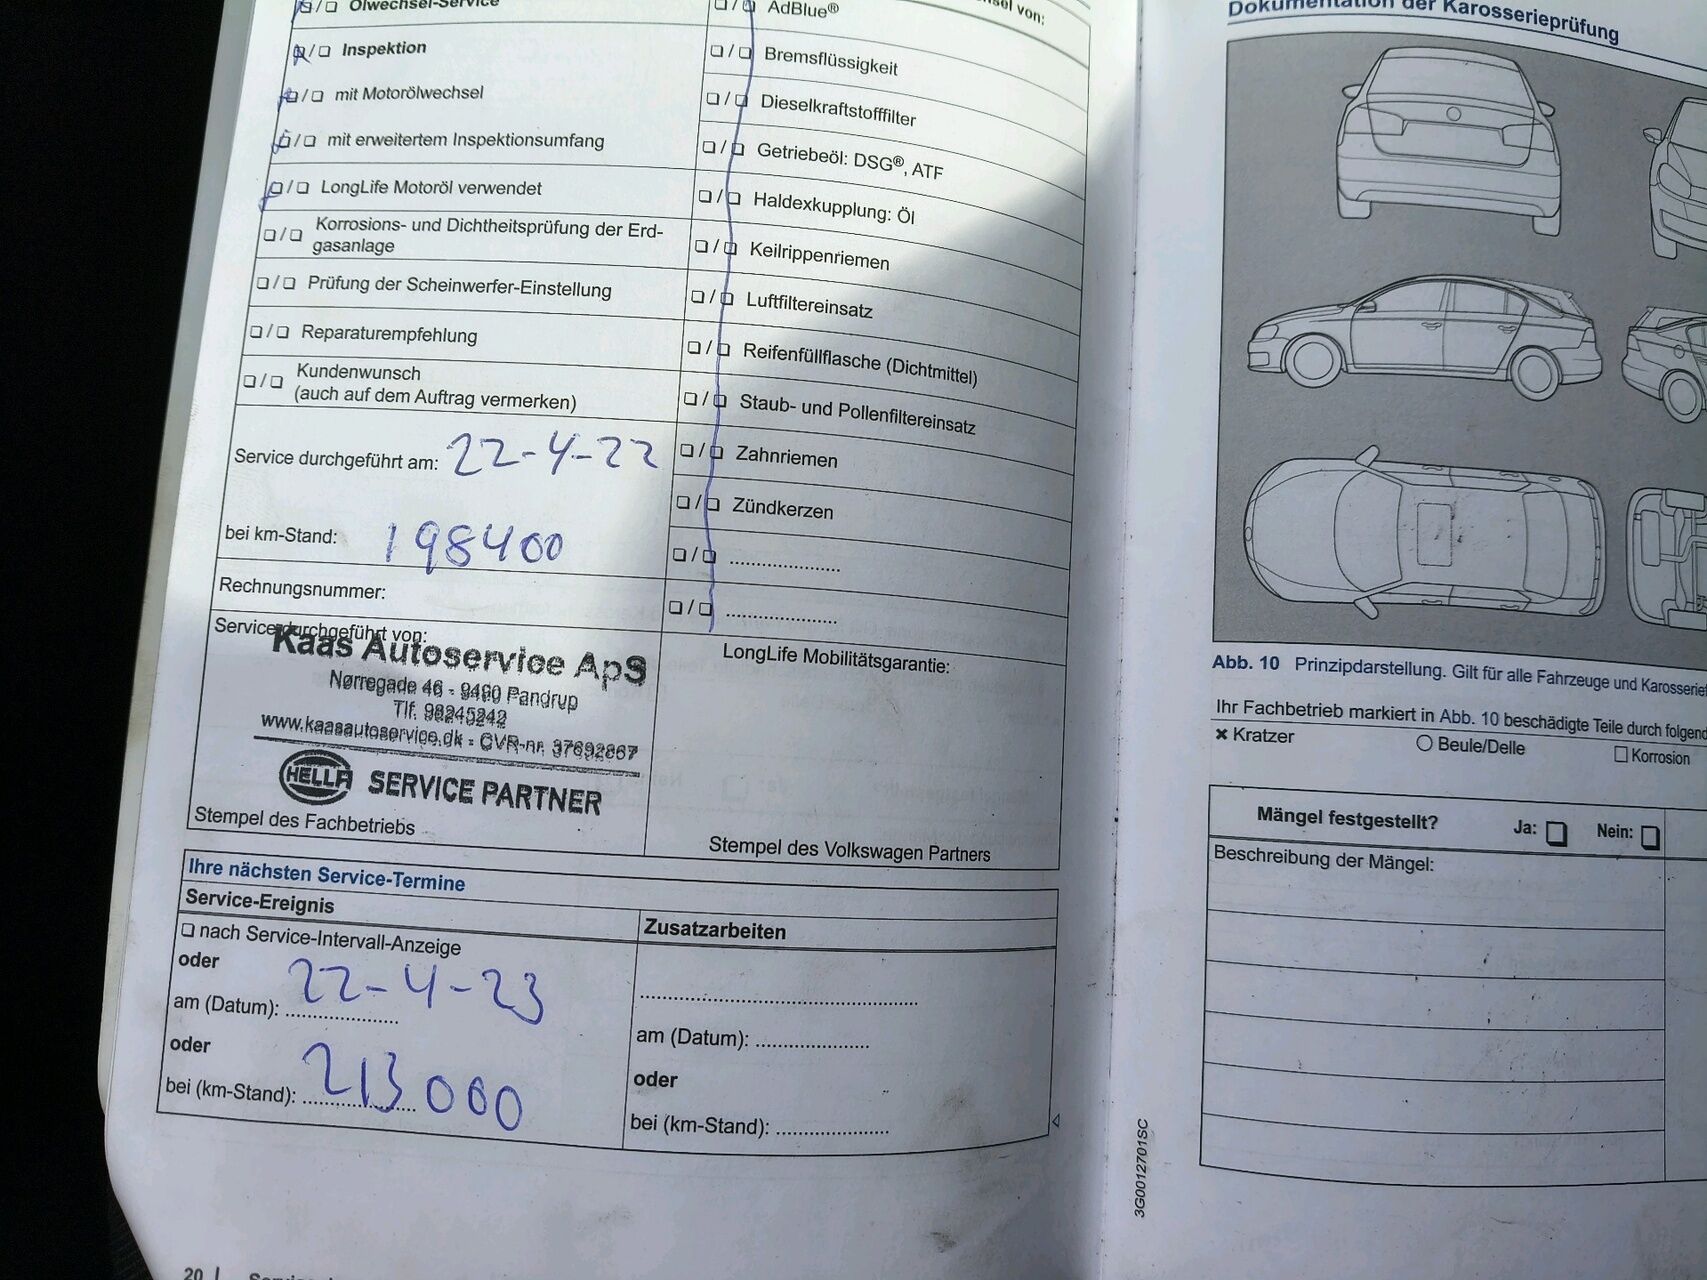 ❑/❑ Ölwechsel-Service
❑/❑ Inspektion
❑/❑ mit Motorölwechsel
❑/❑ mit erweitertem Inspektionsumfang
❑/❑ LongLife Motoröl verwendet
❑/❑ Korrosions- und Dichtheitsprüfung der Erd-
gasanlage
❑/❑ Prüfung der Scheinwerfer-Einstellung
❑/❑ Reparaturempfehlung
❑/❑ Kundenwunsch
(auch auf dem Auftrag vermerken)
Service durchgeführt am: 22-4-22
bei km-Stand: 198400
Rechnungsnummer:
Service durchgeführt von:
Kaas Autoservice ApS
Nørregade 46 - 9490 Pandrup
Tlf. 98245242
www.kaasautoservice.dk - CVR-nr. 37692867
HELLA SERVICE PARTNER
Stempel des Fachbetriebs
von:
❑/❑ AdBlue®
❑/❑ Bremsflüssigkeit
❑/❑ Dieselkraftstofffilter
❑/❑ Getriebeöl: DSG®, ATF
❑/❑ Haldexkupplung: Öl
❑/❑ Keilrippenriemen
❑/❑ Luftfiltereinsatz
❑/❑ Reifenfüllflasche (Dichtmittel)
❑/❑ Staub- und Pollenfiltereinsatz
❑/❑ Zahnriemen
❑/❑ Zündkerzen
❑/❑ .....................
❑/❑ .....................
LongLife Mobilitätsgarantie:
Stempel des Volkswagen Partners
Ihre nächsten Service-Termine
Service-Ereignis
❑ nach Service-Intervall-Anzeige
oder
am (Datum): 22-4-23
oder
bei (km-Stand): 213000
Zusatzarbeiten
am (Datum): .....................
oder
bei (km-Stand): .....................
20
3G0012701SC
Dokumentation der Karosserieprüfung
Abb. 10 Prinzipdarstellung. Gilt für alle Fahrzeuge und
Ihr Fachbetrieb markiert in Abb. 10 beschädigte Teile durch
✖ Kratzer
○ Beule/Delle
❑ Korrosion
Mängel festgestellt? Ja: ❑ Nein: ❑
Beschreibung der Mängel: